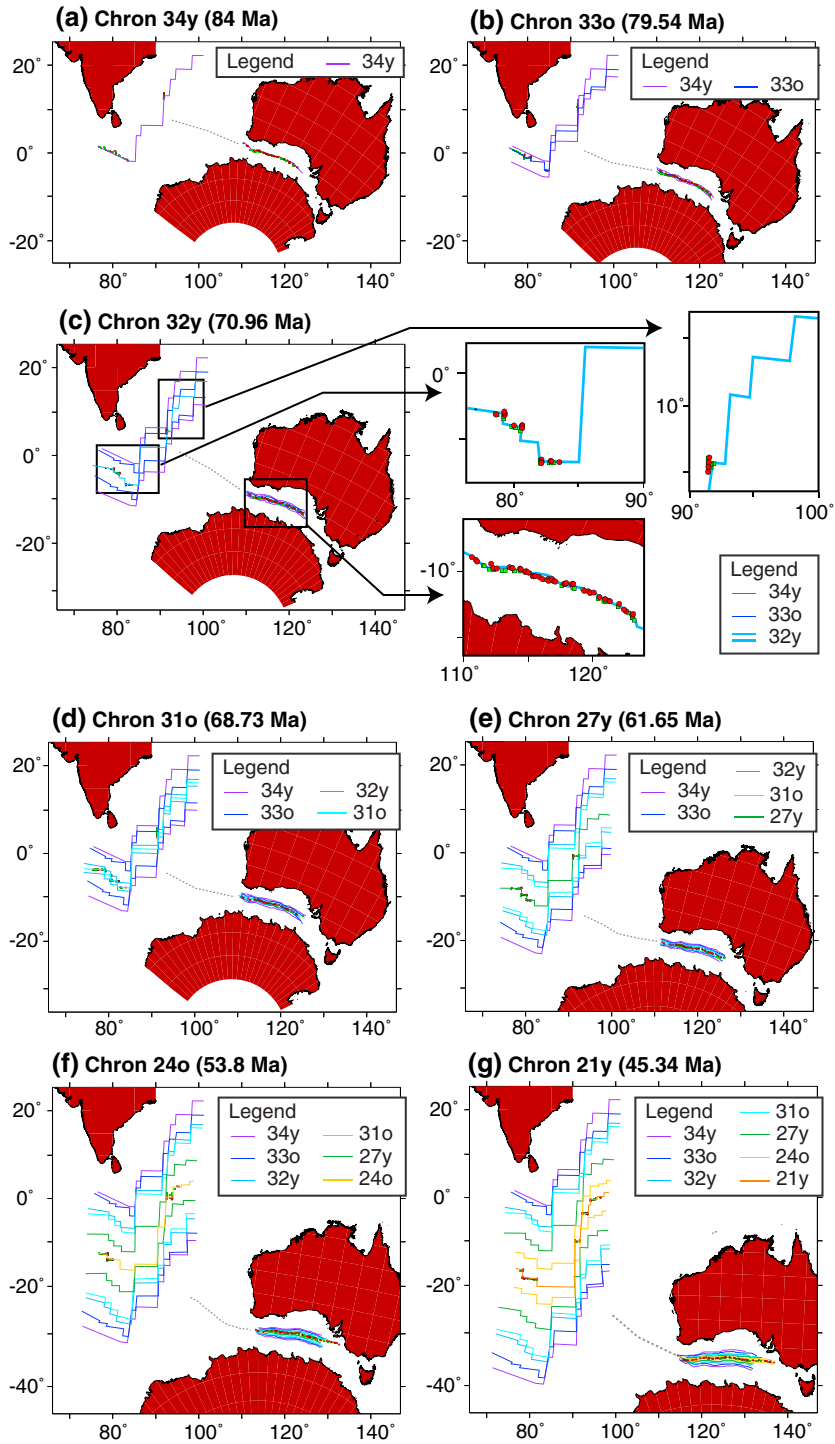 (a) Chron 34y (84 Ma)
Legend
34y
20˚
0˚
-20˚
80˚ 100˚ 120˚ 140˚
(b) Chron 33o (79.54 Ma)
Legend
34y 33o
20˚
0˚
-20˚
80˚ 100˚ 120˚ 140˚
(c) Chron 32y (70.96 Ma)
20˚
0˚
-20˚
80˚ 100˚ 120˚ 140˚
0˚
80˚ 90˚
10˚
90˚ 100˚
-10˚
110˚ 120˚
Legend
34y
33o
32y
(d) Chron 31o (68.73 Ma)
Legend
34y 32y
33o 31o
20˚
0˚
-20˚
80˚ 100˚ 120˚ 140˚
(e) Chron 27y (61.65 Ma)
Legend
32y
34y 31o
33o 27y
20˚
0˚
-20˚
80˚ 100˚ 120˚ 140˚
(f) Chron 24o (53.8 Ma)
Legend
31o
34y
27y
33o
24o
32y
20˚
0˚
-20˚
-40˚
80˚ 100˚ 120˚ 140˚
(g) Chron 21y (45.34 Ma)
Legend
31o
34y
27y
33o
24o
32y
21y
20˚
0˚
-20˚
-40˚
80˚ 100˚ 120˚ 140˚